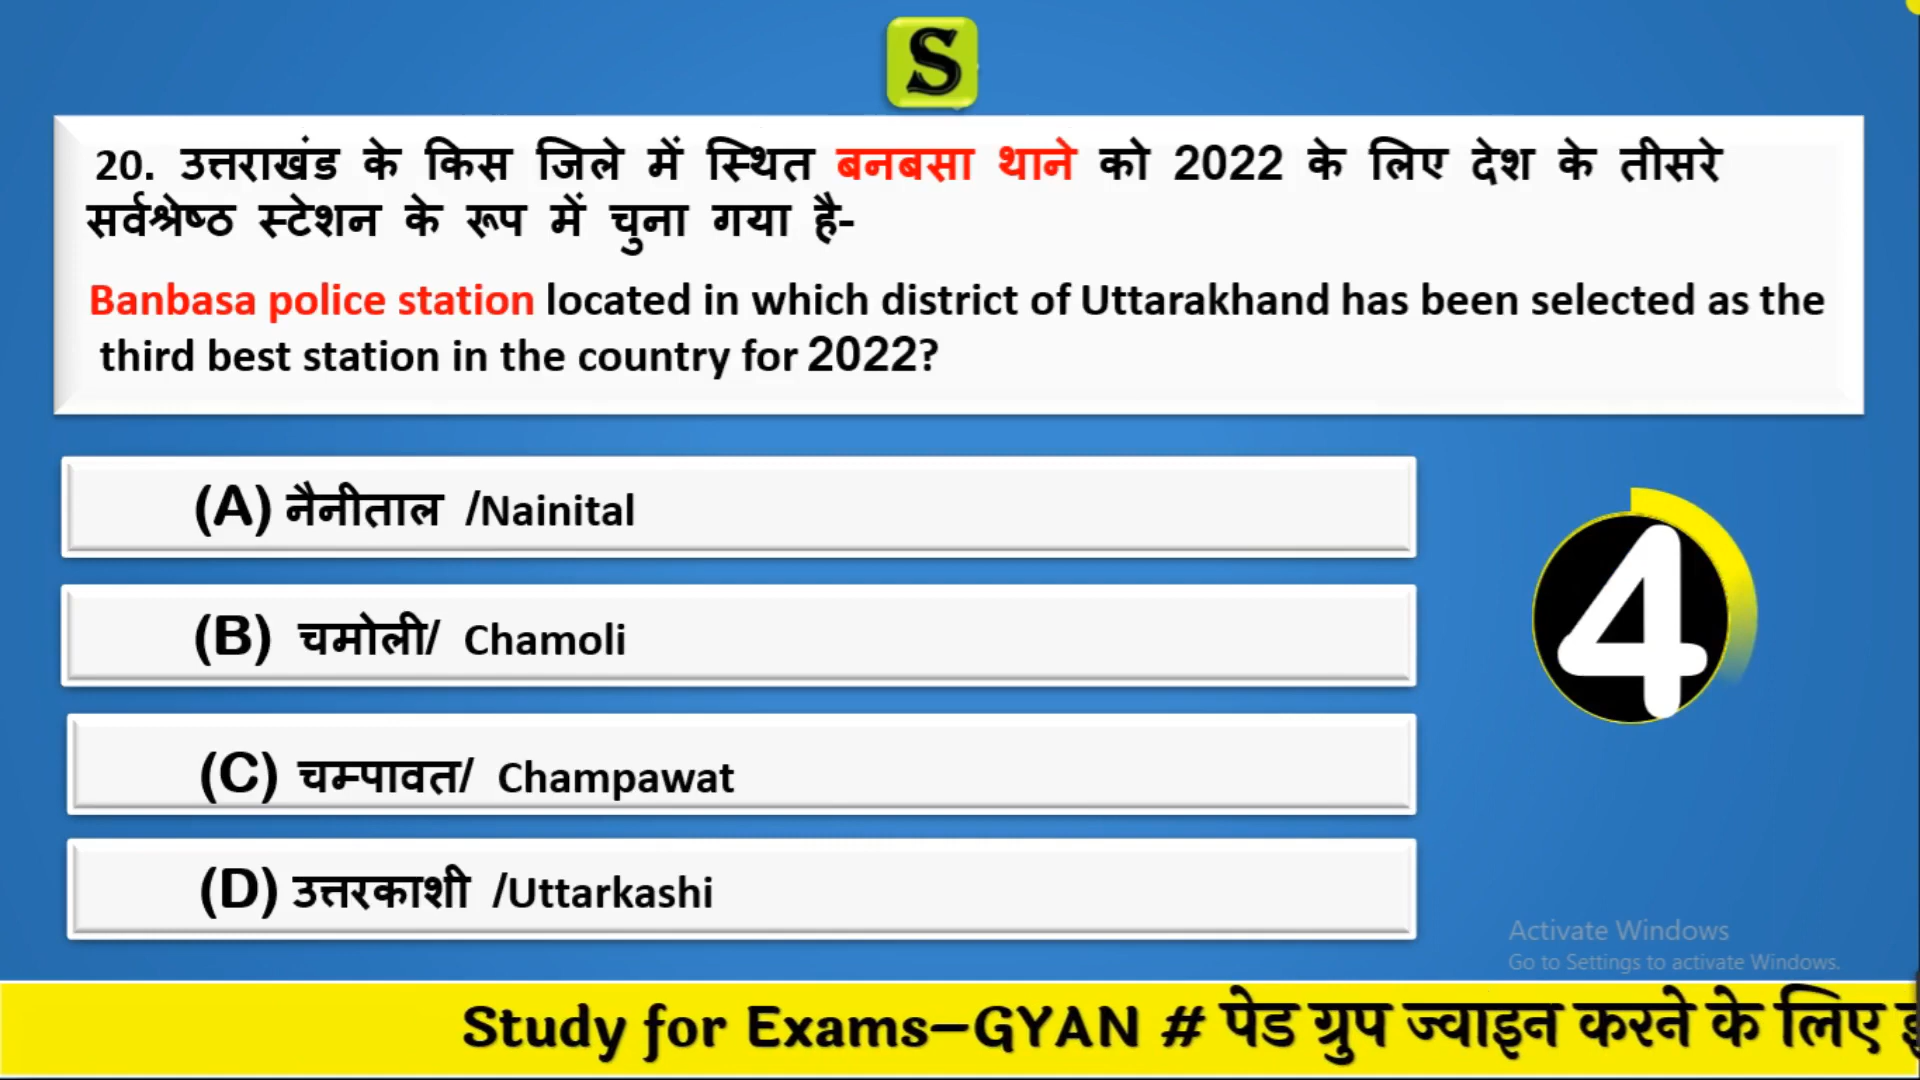 S
20. उत्तराखंड के किस जिले में स्थित बनबसा थाने को 2022 के लिए देश के तीसरे
सर्वश्रेष्ठ स्टेशन के रूप में चुना गया है-
Banbasa police station located in which district of Uttarakhand has been selected as the
third best station in the country for 2022?
(A) नैनीताल /Nainital
(B) चमोली/ Chamoli
(C) चम्पावत/ Champawat
(D) उत्तरकाशी /Uttarkashi
4
Activate Windows
Go to Settings to activate Windows.
Study for Exams—GYAN # पेड ग्रुप ज्वाइन करने के लिए